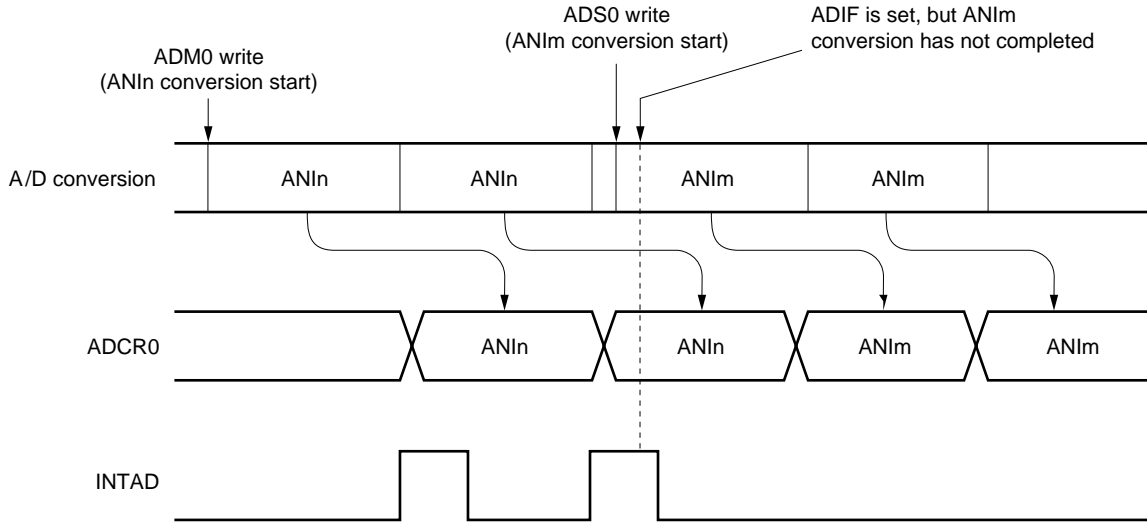 ADM0 write
(ANIn conversion start)
ADS0 write
(ANIm conversion start)
ADIF is set, but ANIm
conversion has not completed
A/D conversion
ANIn
ANIn
ANIm
ANIm
ADCR0
ANIn
ANIn
ANIm
ANIm
INTAD